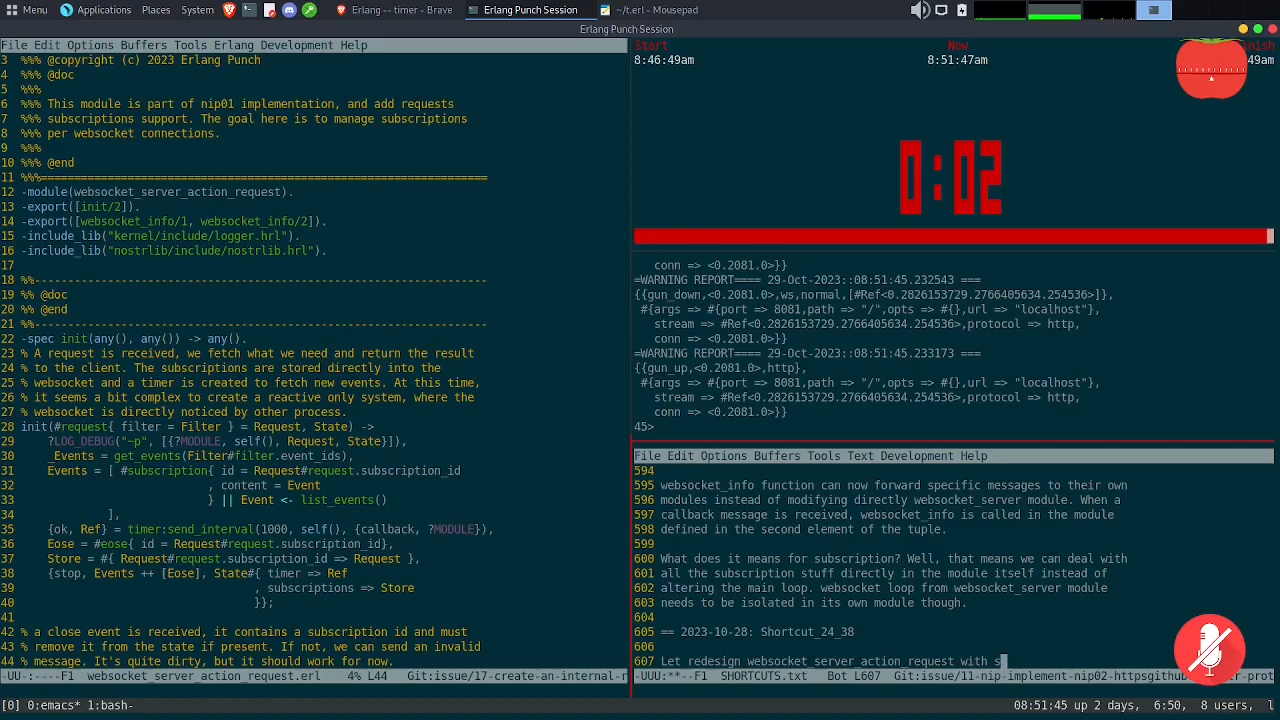 Menu Applications Places System Erlang -- timer - Brave Erlang Punch Session ~/t.erl - Mousepad
Erlang Punch Session
File Edit Options Buffers Tools Erlang Development Help
3 %%% @copyright (c) 2023 Erlang Punch
4 %%% @doc
5 %%%
6 %%% This module is part of nip01 implementation, and add requests
7 %%% subscriptions support. The goal here is to manage subscriptions
8 %%% per websocket connections.
9 %%%
10 %%% @end
11 %%%===================================================================
12 -module(websocket_server_action_request).
13 -export([init/2]).
14 -export([websocket_info/1, websocket_info/2]).
15 -include_lib("kernel/include/logger.hrl").
16 -include_lib("nostrlib/include/nostrlib.hrl").
17
18 %%--------------------------------------------------------------------
19 %% @doc
20 %% @end
21 %%--------------------------------------------------------------------
22 -spec init(any(), any()) -> any().
23 % A request is received, we fetch what we need and return the result
24 % to the client. The subscriptions are stored directly into the
25 % websocket and a timer is created to fetch new events. At this time,
26 % it seems a bit complex to create a reactive only system, where the
27 % websocket is directly noticed by other process.
28 init(#request{ filter = Filter } = Request, State) ->
29     ?LOG_DEBUG("~p", [{?MODULE, self(), Request, State}]),
30     _Events = get_events(Filter#filter.event_ids),
31     Events = [ #subscription{ id = Request#request.subscription_id
32                             , content = Event
33                             } || Event <- list_events()
34              ],
35     {ok, Ref} = timer:send_interval(1000, self(), {callback, ?MODULE}),
36     Eose = #eose{ id = Request#request.subscription_id},
37     Store = #{ Request#request.subscription_id => Request },
38     {stop, Events ++ [Eose], State#{ timer => Ref
39                                    , subscriptions => Store
40                                    }};
41
42 % a close event is received, it contains a subscription id and must
43 % remove it from the state if present. If not, we can send an invalid
44 % message. It's quite dirty, but it should work for now.
-UU-:----F1 websocket_server_action_request.erl 4% L44 Git:issue/17-create-an-internal-r
Start Now inish
8:46:49am 8:51:47am 49am
0:02
conn => <0.2081.0>}}
=WARNING REPORT==== 29-Oct-2023::08:51:45.232543 ===
{{gun_down,<0.2081.0>,ws,normal,[#Ref<0.2826153729.2766405634.254536>]},
 #{args => #{port => 8081,path => "/",opts => #{},url => "localhost"},
   stream => #Ref<0.2826153729.2766405634.254536>,protocol => http,
   conn => <0.2081.0>}}
=WARNING REPORT==== 29-Oct-2023::08:51:45.233173 ===
{{gun_up,<0.2081.0>,http},
 #{args => #{port => 8081,path => "/",opts => #{},url => "localhost"},
   stream => #Ref<0.2826153729.2766405634.254536>,protocol => http,
   conn => <0.2081.0>}}
45>
File Edit Options Buffers Tools Text Development Help
594
595 websocket_info function can now forward specific messages to their own
596 modules instead of modifying directly websocket_server module. When a
597 callback message is received, websocket_info is called in the module
598 defined in the second element of the tuple.
599
600 What does it means for subscription? Well, that means we can deal with
601 all the subscription stuff directly in the module itself instead of
602 altering the main loop. websocket loop from websocket_server module
603 needs to be isolated in its own module though.
604
605 == 2023-10-28: Shortcut_24_38
606
607 Let redesign websocket_server_action_request with s
-UUU:**--F1 SHORTCUTS.txt Bot L607 Git:issue/11-nip-implement-nip02-httpsgithub r-prot
[0] 0:emacs* 1:bash- 08:51:45 up 2 days, 6:50, 8 users, l